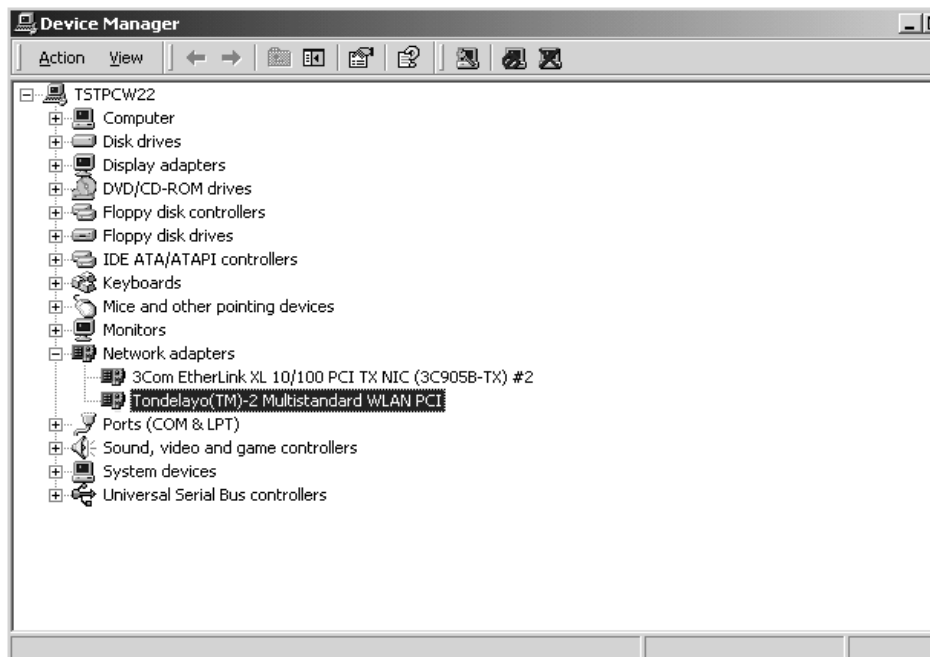 Device Manager
Action View
TSTPCW22
Computer
Disk drives
Display adapters
DVD/CD-ROM drives
Floppy disk controllers
Floppy disk drives
IDE ATA/ATAPI controllers
Keyboards
Mice and other pointing devices
Monitors
Network adapters
3Com EtherLink XL 10/100 PCI TX NIC (3C905B-TX) #2
Tondelayo(TM)-2 Multistandard WLAN PCI
Ports (COM & LPT)
Sound, video and game controllers
System devices
Universal Serial Bus controllers